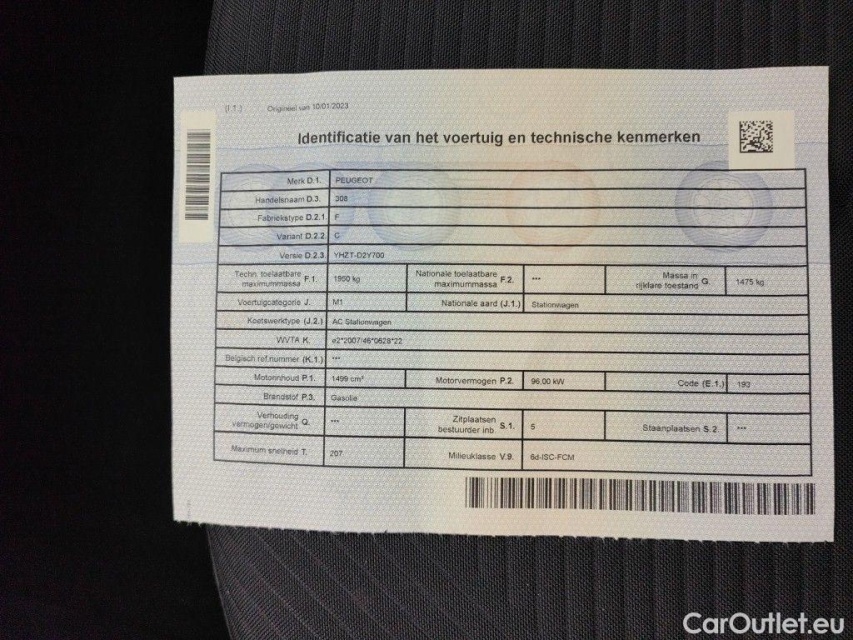 (I.1.) Origineel van 10/01/2023
Identificatie van het voertuig en technische kenmerken
Merk D.1. PEUGEOT
Handelsnaam D.3. 308
Fabriekstype D.2.1 F
Variant D.2.2 C
Versie D.2.3 YHZT-D2Y700
Techn. toelaatbare maximummassa F.1. 1950 kg Nationale toelaatbare maximummassa F.2. --- Massa in rijklare toestand G. 1475 kg
Voertuigcategorie J. M1 Nationale aard (J.1.) Stationwagen
Koetswerktype (J.2.) AC Stationwagen
WVTA K. e2*2007/46*0628*22
Belgisch ref.nummer (K.1.) ---
Motorinhoud P.1. 1499 cm³ Motorvermogen P.2. 96,00 kW Code (E.1.) 193
Brandstof P.3. Gasolie
Verhouding vermogen/gewicht Q. --- Zitplaatsen bestuurder inb. S.1. 5 Staanplaatsen S.2. ---
Maximum snelheid T. 207 Milieuklasse V.9. 6d-ISC-FCM
CarOutlet.eu